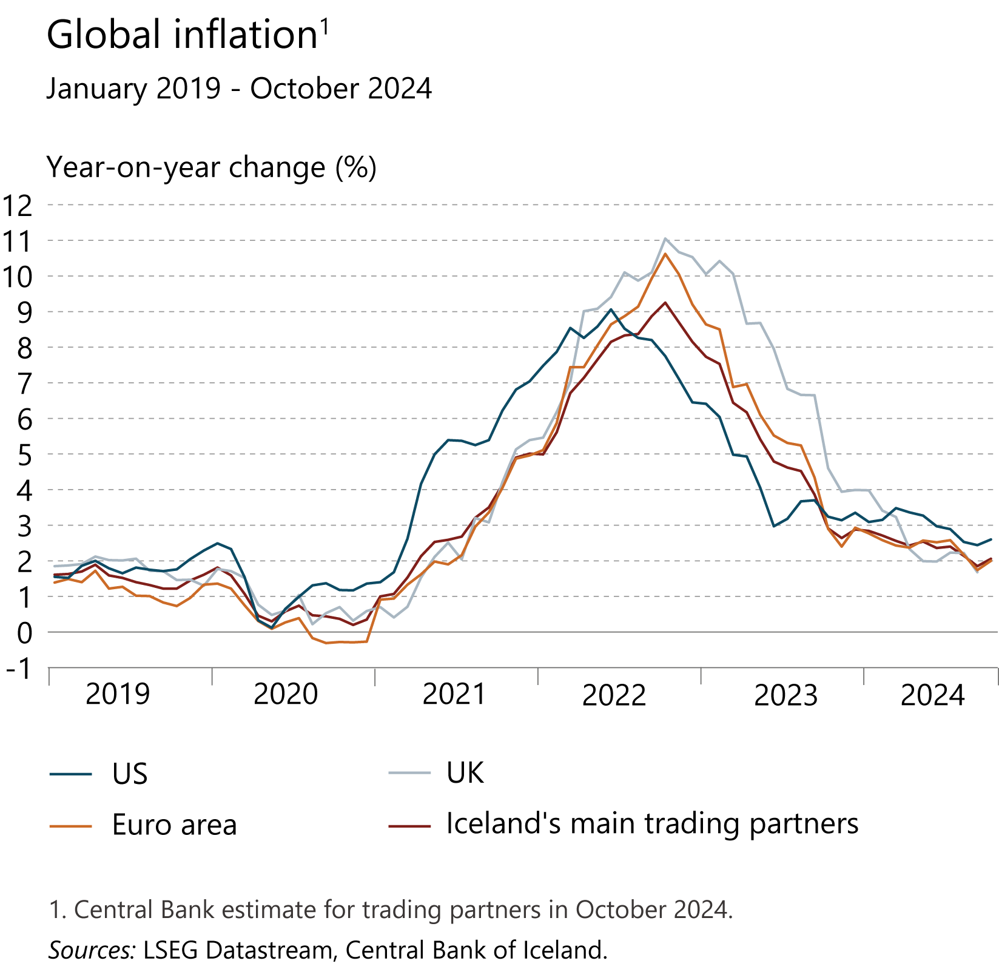 Global inflation¹
January 2019 - October 2024
Year-on-year change (%)
12
11
10
9
8
7
6
5
4
3
2
1
0
-1
2019 2020 2021 2022 2023 2024
US UK
Euro area Iceland's main trading partners
1. Central Bank estimate for trading partners in October 2024.
Sources: LSEG Datastream, Central Bank of Iceland.